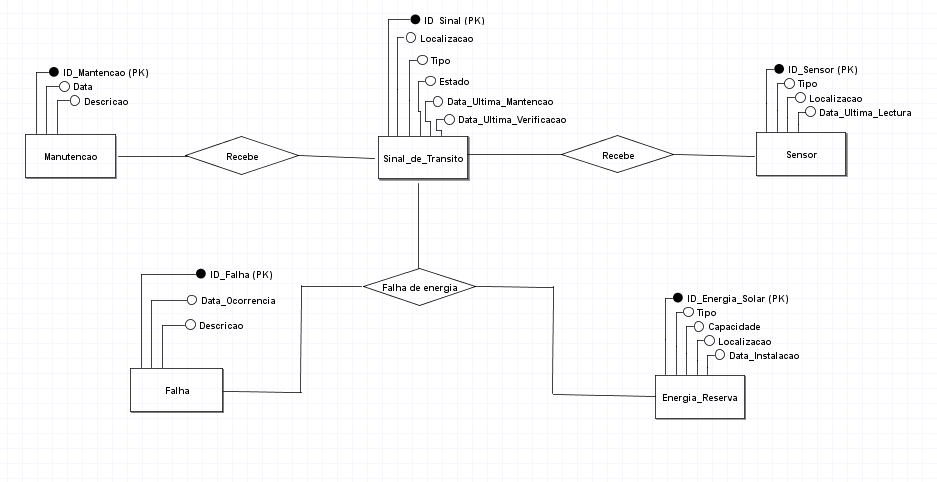 ID_Sinal (PK)
Localizacao
Tipo
Estado
Data_Ultima_Mantencao
Data_Ultima_Verificacao
ID_Mantencao (PK)
Data
Descricao
ID_Sensor (PK)
Tipo
Localizacao
Data_Ultima_Lectura
Manutencao
Recebe
Sinal_de_Transito
Recebe
Sensor
ID_Falha (PK)
Data_Ocorrencia
Descricao
Falha de energia
ID_Energia_Solar (PK)
Tipo
Capacidade
Localizacao
Data_Instalacao
Falha
Energia_Reserva